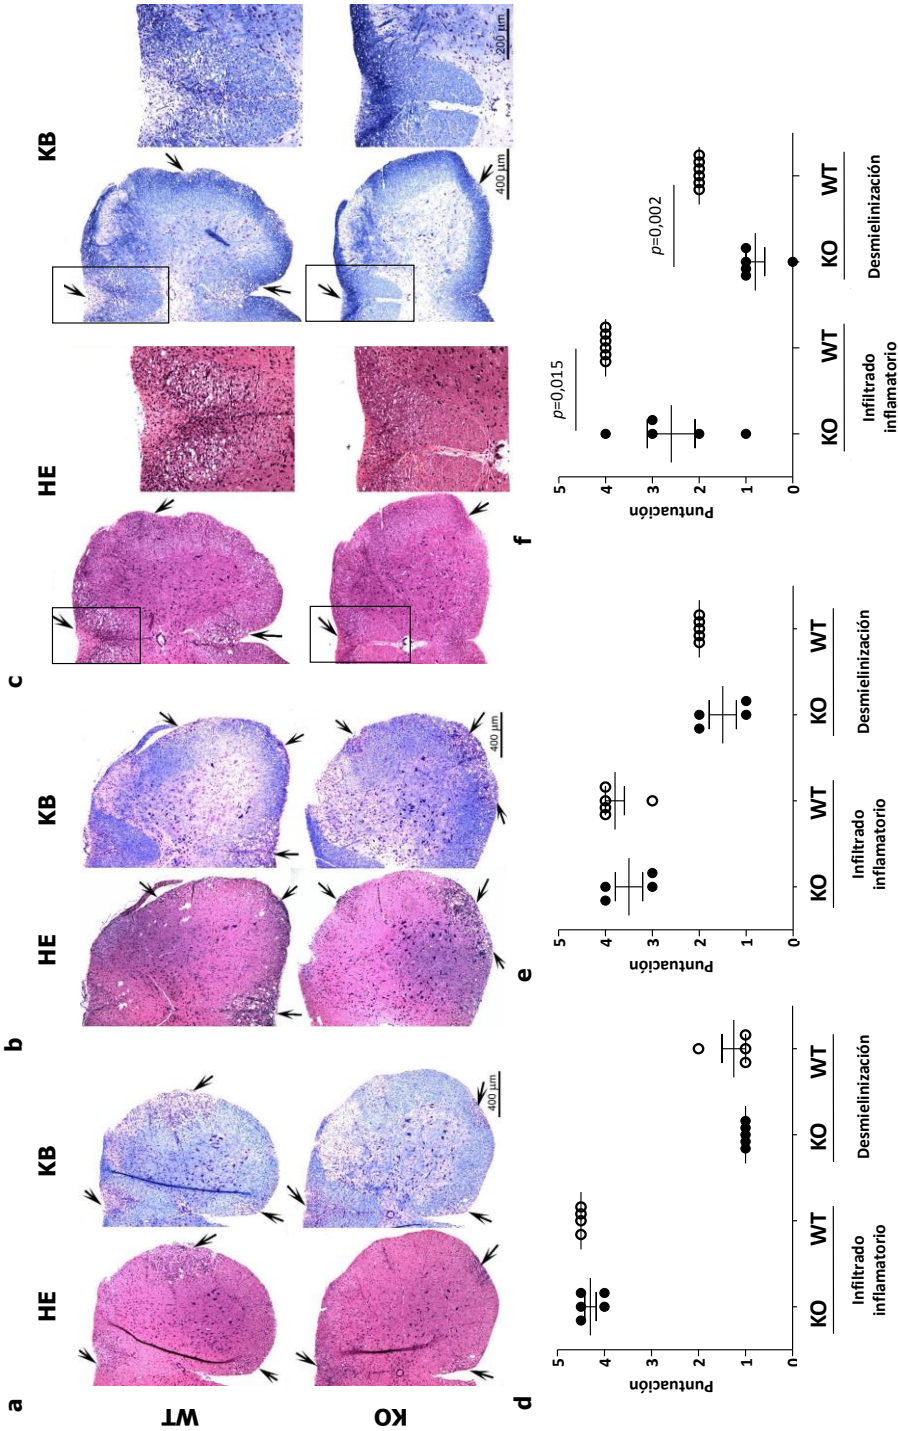 a
HE
KB
b
HE
KB
c
HE
KB
WT
KO
400 µm
400 µm
400 µm
200 µm
d
Puntuación
5
4
3
2
1
0
KO
WT
KO
WT
Infiltrado
inflamatorio
Desmielinización
e
Puntuación
5
4
3
2
1
0
KO
WT
KO
WT
Infiltrado
inflamatorio
Desmielinización
f
Puntuación
5
4
3
2
1
0
p=0,015
p=0,002
KO
WT
KO
WT
Infiltrado
inflamatorio
Desmielinización